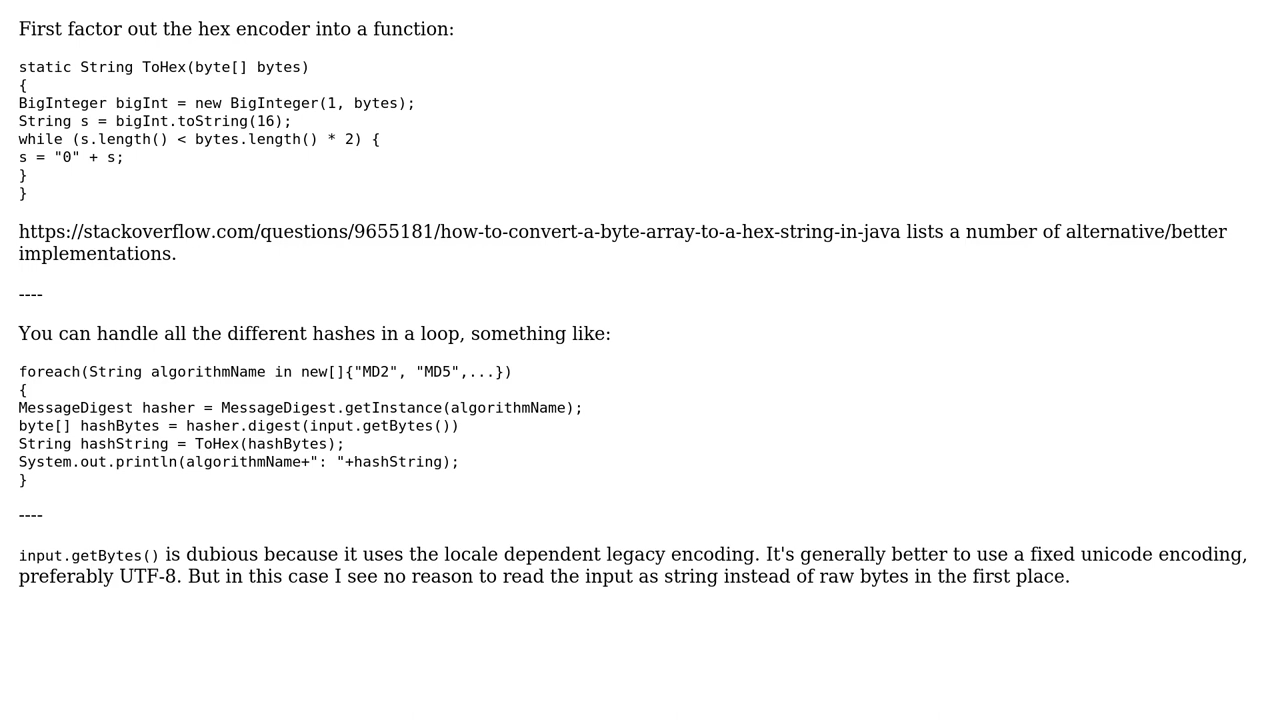 First factor out the hex encoder into a function:
static String ToHex(byte[] bytes)
{
BigInteger bigInt = new BigInteger(1, bytes);
String s = bigInt.toString(16);
while (s.length() < bytes.length() * 2) {
s = "0" + s;
}
}
https://stackoverflow.com/questions/9655181/how-to-convert-a-byte-array-to-a-hex-string-in-java lists a number of alternative/better
implementations.
----
You can handle all the different hashes in a loop, something like:
foreach(String algorithmName in new[]{"MD2", "MD5",...})
{
MessageDigest hasher = MessageDigest.getInstance(algorithmName);
byte[] hashBytes = hasher.digest(input.getBytes())
String hashString = ToHex(hashBytes);
System.out.println(algorithmName+": "+hashString);
}
----
input.getBytes() is dubious because it uses the locale dependent legacy encoding. It's generally better to use a fixed unicode encoding,
preferably UTF-8. But in this case I see no reason to read the input as string instead of raw bytes in the first place.